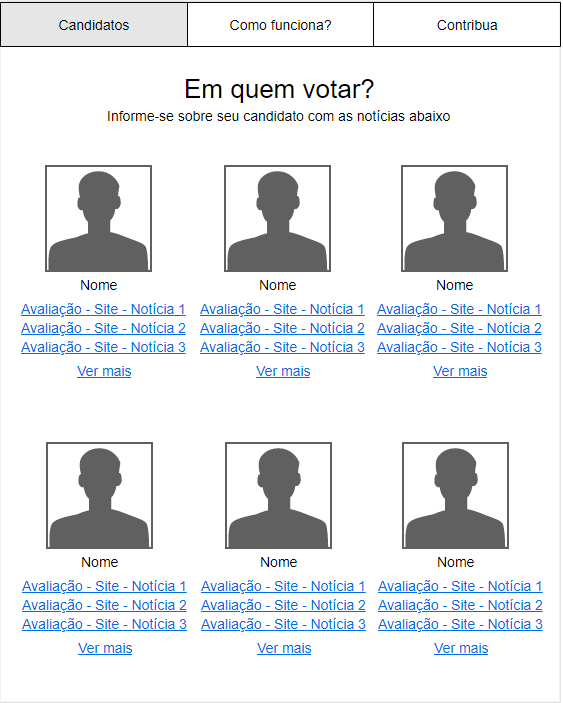 Candidatos Como funciona? Contribua
Em quem votar?
Informe-se sobre seu candidato com as notícias abaixo
Nome Nome Nome
Avaliação - Site - Notícia 1 Avaliação - Site - Notícia 1 Avaliação - Site - Notícia 1
Avaliação - Site - Notícia 2 Avaliação - Site - Notícia 2 Avaliação - Site - Notícia 2
Avaliação - Site - Notícia 3 Avaliação - Site - Notícia 3 Avaliação - Site - Notícia 3
Ver mais Ver mais Ver mais
Nome Nome Nome
Avaliação - Site - Notícia 1 Avaliação - Site - Notícia 1 Avaliação - Site - Notícia 1
Avaliação - Site - Notícia 2 Avaliação - Site - Notícia 2 Avaliação - Site - Notícia 2
Avaliação - Site - Notícia 3 Avaliação - Site - Notícia 3 Avaliação - Site - Notícia 3
Ver mais Ver mais Ver mais